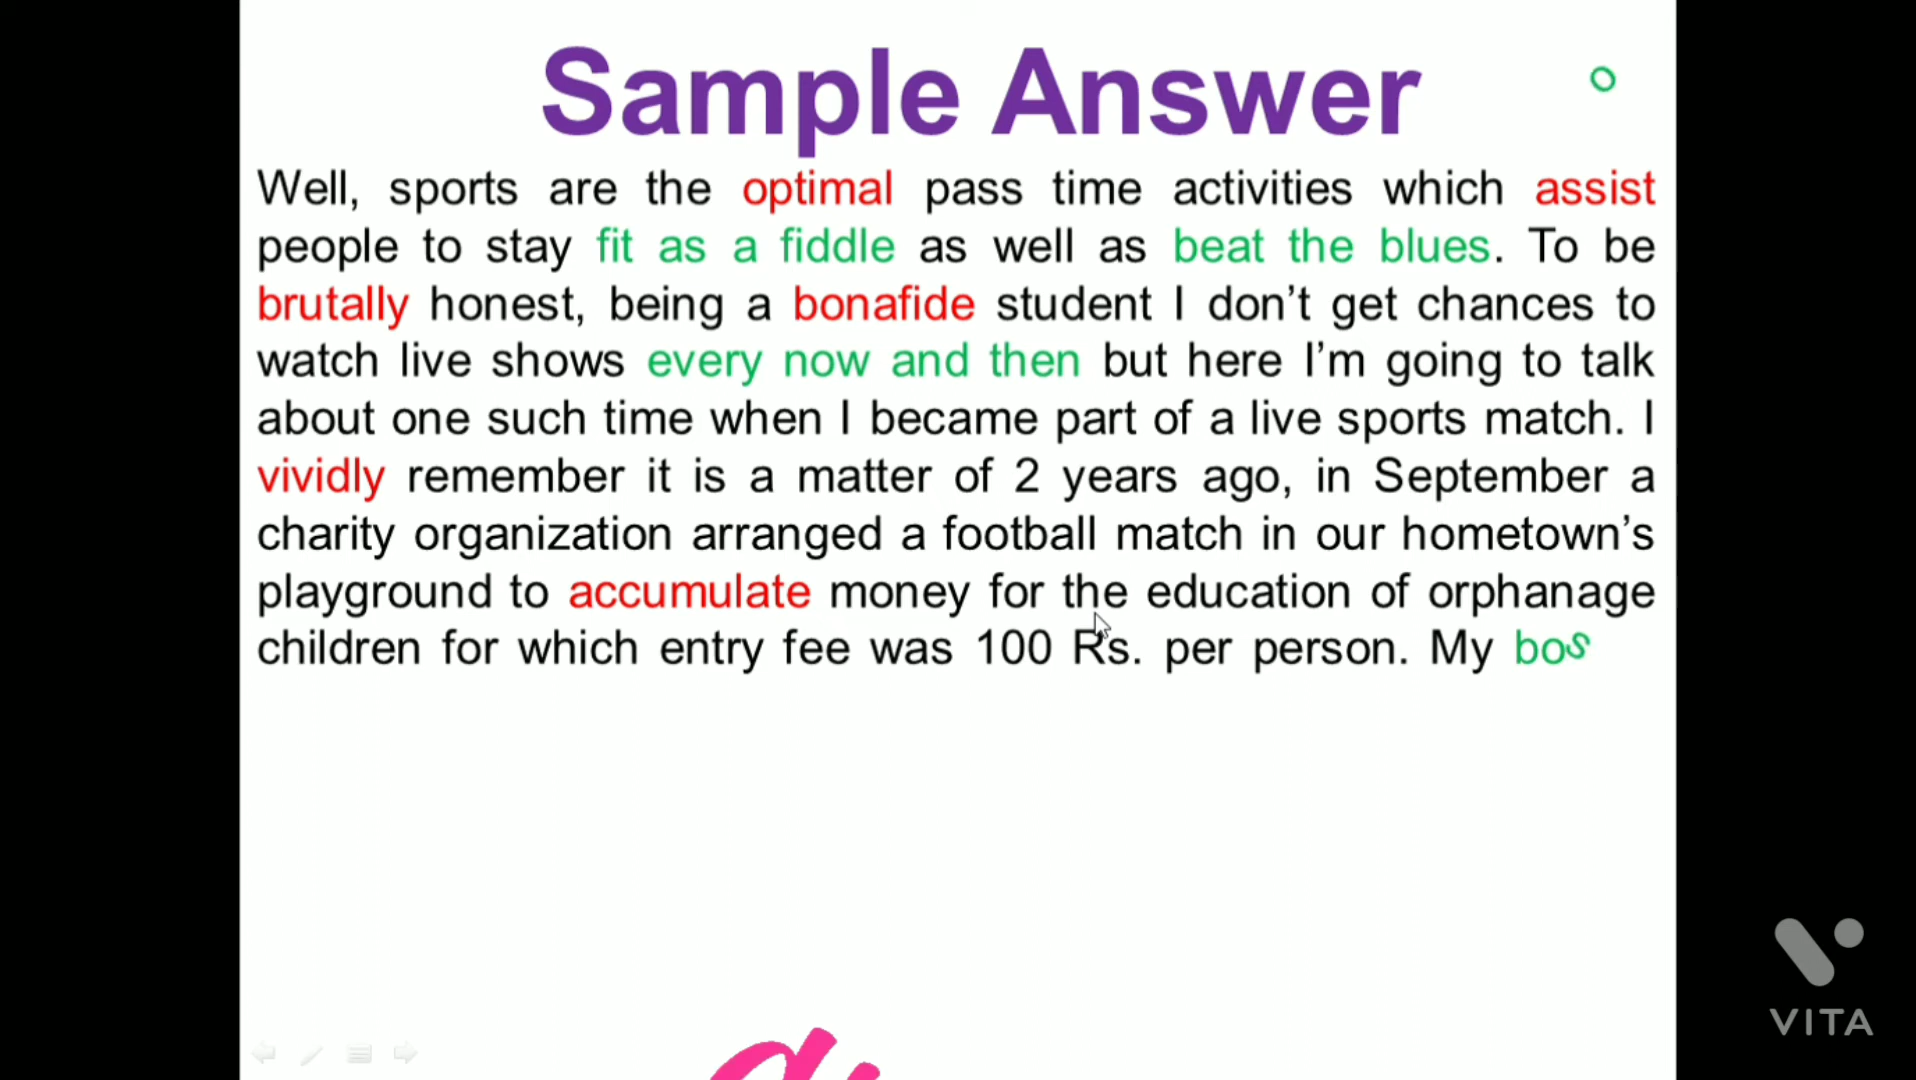 Sample Answer
Well, sports are the optimal pass time activities which assist
people to stay fit as a fiddle as well as beat the blues. To be
brutally honest, being a bonafide student I don’t get chances to
watch live shows every now and then but here I’m going to talk
about one such time when I became part of a live sports match. I
vividly remember it is a matter of 2 years ago, in September a
charity organization arranged a football match in our hometown’s
playground to accumulate money for the education of orphanage
children for which entry fee was 100 Rs. per person. My bos
VITA